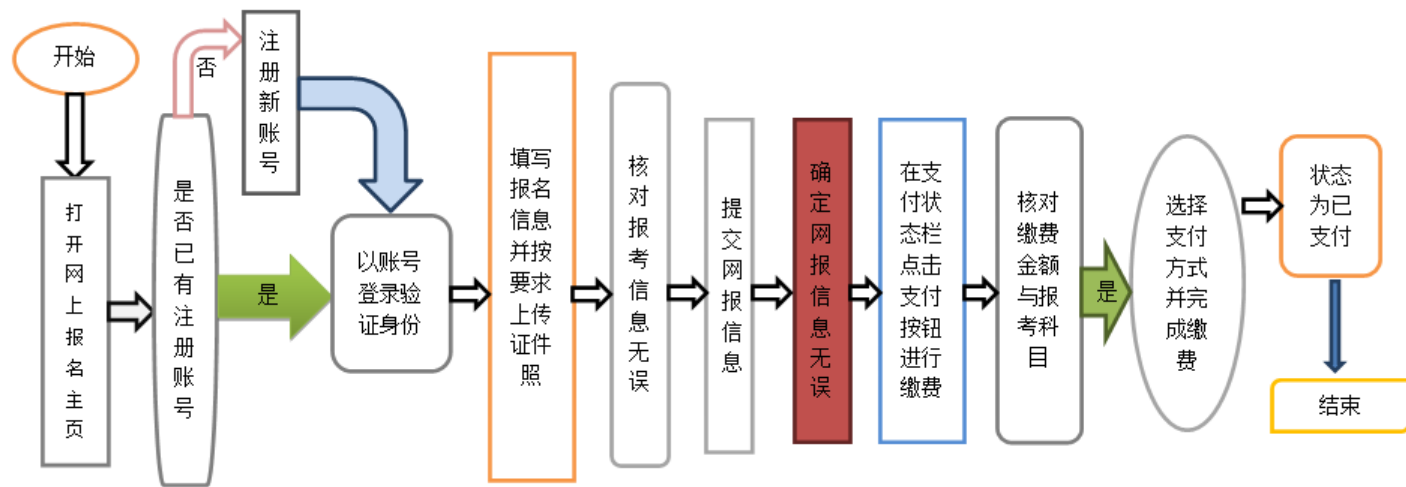 开始
打开网上报名主页
是否已有注册账号
否
注册新账号
是
以账号
登录验
证身份
填写
报名
信息
并按
要求
上传
证件
照
核对报考信息无误
提交网报信息
确定网报信息无误
在支
付状
态栏
点击
支付
按钮
进行
缴费
核对
缴费
金额
与报
考科
目
是
选择
支付
方式
并完
成缴
费
状态
为已
支付
结束